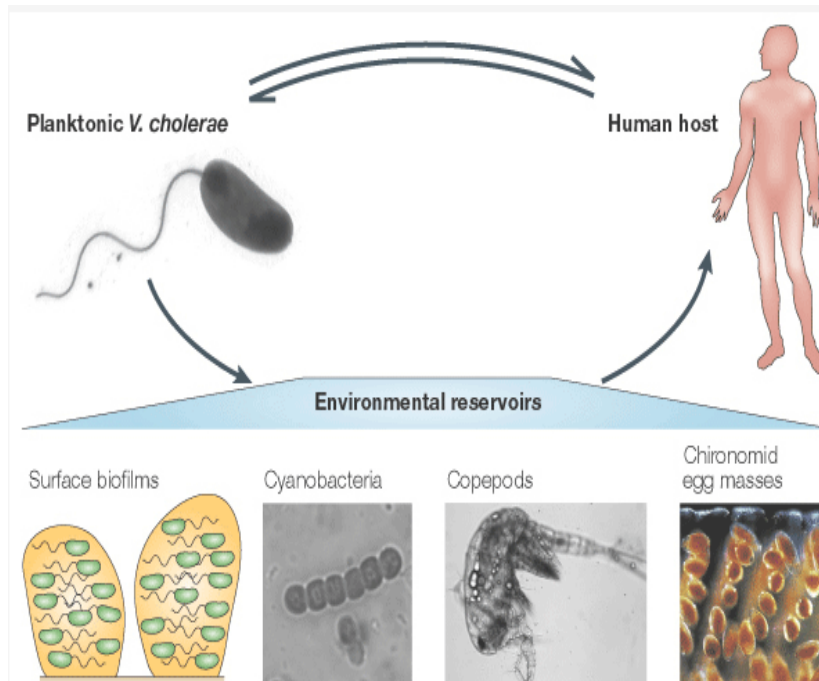 Planktonic V. cholerae
Human host
Environmental reservoirs
Surface biofilms
Cyanobacteria
Copepods
Chironomid
egg masses